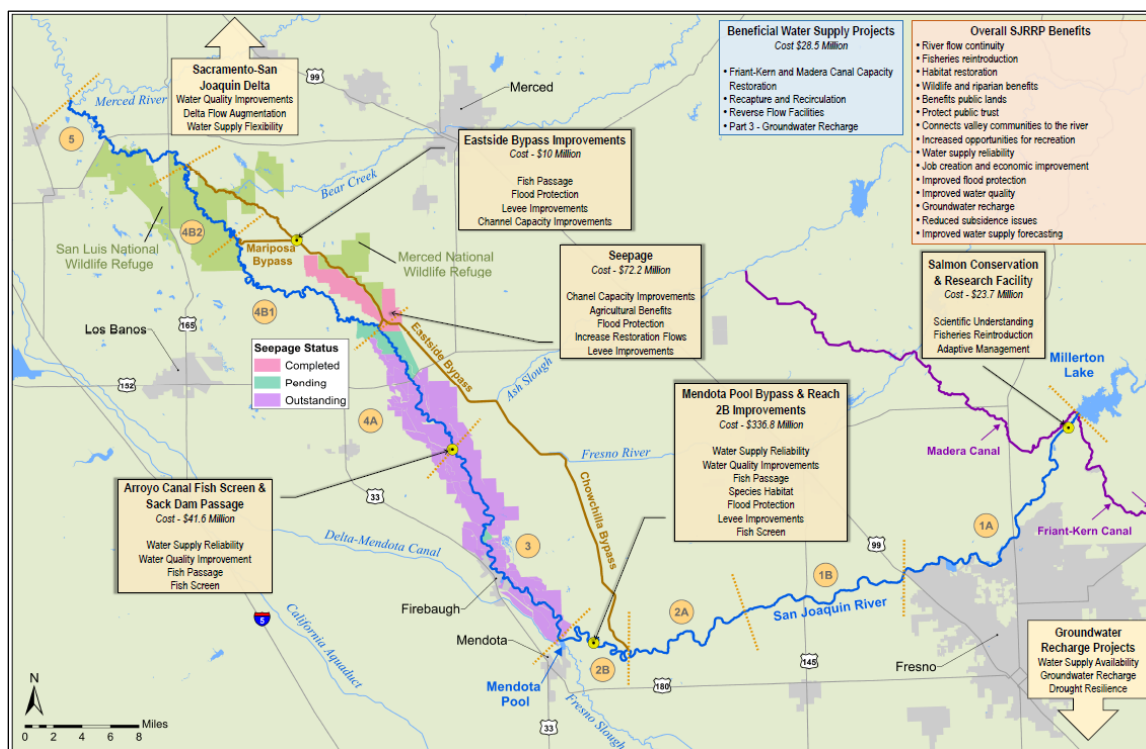 Sacramento-San
Joaquin Delta
Water Quality Improvements
Delta Flow Augmentation
Water Supply Flexibility
99
Merced
Merced River
Beneficial Water Supply Projects
Cost $28.5 Million
• Friant-Kern and Madera Canal Capacity
Restoration
• Recapture and Recirculation
• Reverse Flow Facilities
• Part 3 - Groundwater Recharge
Overall SJRRP Benefits
• River flow continuity
• Fisheries reintroduction
• Habitat restoration
• Wildlife and riparian benefits
• Benefits public lands
• Protect public trust
• Connects valley communities to the river
• Increased opportunities for recreation
• Water supply reliability
• Job creation and economic improvement
• Improved flood protection
• Improved water quality
• Groundwater recharge
• Reduced subsidence issues
• Improved water supply forecasting
5
Eastside Bypass Improvements
Cost - $10 Million
Fish Passage
Flood Protection
Levee Improvements
Channel Capacity Improvements
Bear Creek
4B2
San Luis National
Wildlife Refuge
Mariposa
Bypass
Merced National
Wildlife Refuge
Seepage
Cost - $72.2 Million
Chanel Capacity Improvements
Agricultural Benefits
Flood Protection
Increase Restoration Flows
Levee Improvements
Salmon Conservation
& Research Facility
Cost - $23.7 Million
Scientific Understanding
Fisheries Reintroduction
Adaptive Management
4B1
Los Banos
165
152
Seepage Status
Completed
Pending
Outstanding
Eastside Bypass
Ash Slough
Millerton
Lake
4A
Mendota Pool Bypass & Reach
2B Improvements
Cost - $336.8 Million
Water Supply Reliability
Water Quality Improvements
Fish Passage
Species Habitat
Flood Protection
Levee Improvements
Fish Screen
Fresno River
Madera Canal
Friant-Kern Canal
Arroyo Canal Fish Screen &
Sack Dam Passage
Cost - $41.6 Million
Water Supply Reliability
Water Quality Improvement
Fish Passage
Fish Screen
33
Chowchilla Bypass
Delta-Mendota Canal
3
1A
99
1B
2A
San Joaquin River
Firebaugh
California Aquaduct
5
Mendota
2B
Mendota
Pool
Fresno Slough
180
145
33
Fresno
Groundwater
Recharge Projects
Water Supply Availability
Groundwater Recharge
Drought Resilience
N
0 2 4 6 8
Miles